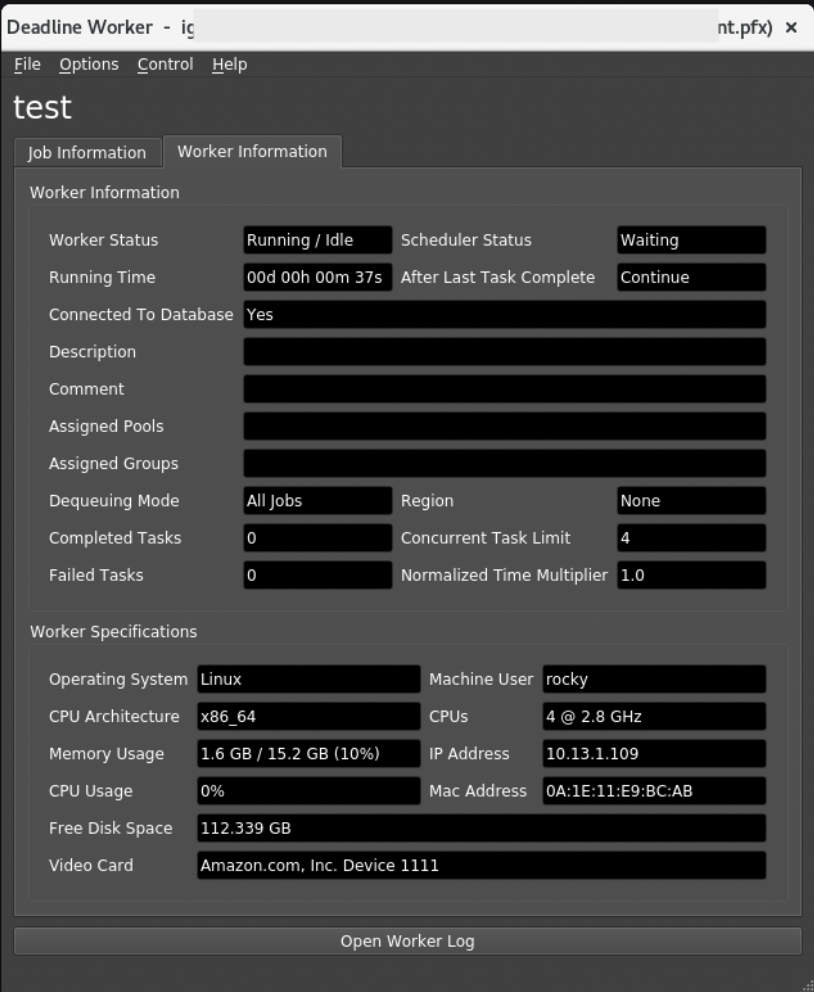 Deadline Worker - ig nt.pfx) ×
File Options Control Help
test
Job Information Worker Information
Worker Information
Worker Status Running / Idle Scheduler Status Waiting
Running Time 00d 00h 00m 37s After Last Task Complete Continue
Connected To Database Yes
Description
Comment
Assigned Pools
Assigned Groups
Dequeuing Mode All Jobs Region None
Completed Tasks 0 Concurrent Task Limit 4
Failed Tasks 0 Normalized Time Multiplier 1.0
Worker Specifications
Operating System Linux Machine User rocky
CPU Architecture x86_64 CPUs 4 @ 2.8 GHz
Memory Usage 1.6 GB / 15.2 GB (10%) IP Address 10.13.1.109
CPU Usage 0% Mac Address 0A:1E:11:E9:BC:AB
Free Disk Space 112.339 GB
Video Card Amazon.com, Inc. Device 1111
Open Worker Log